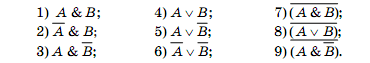 1) A & B; 4) A ∨ B; 7) (̅A̅ ̅&̅ ̅B̅)̅;
2) A̅ & B; 5) A ∨ B̅; 8) (̅A̅ ̅∨̅ ̅B̅)̅;
3) A & B̅; 6) A̅ ∨ B̅; 9) (̅A̅ ̅&̅ ̅B̅)̅.